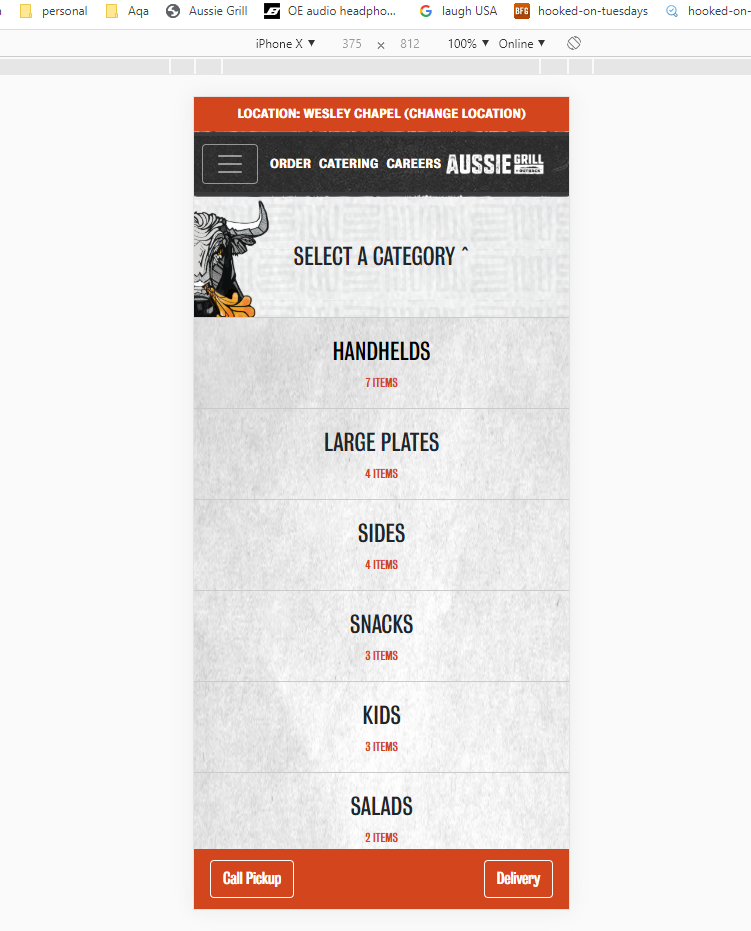 personal Aqa Aussie Grill OE audio headpho... laugh USA BFG hooked-on-tuesdays hooked-on-
iPhone X ▼ 375 × 812 100% ▼ Online ▼
LOCATION: WESLEY CHAPEL (CHANGE LOCATION)
ORDER CATERING CAREERS AUSSIE GRILL BY OUTBACK
SELECT A CATEGORY ^
HANDHELDS
7 ITEMS
LARGE PLATES
4 ITEMS
SIDES
4 ITEMS
SNACKS
3 ITEMS
KIDS
3 ITEMS
SALADS
2 ITEMS
Call Pickup Delivery